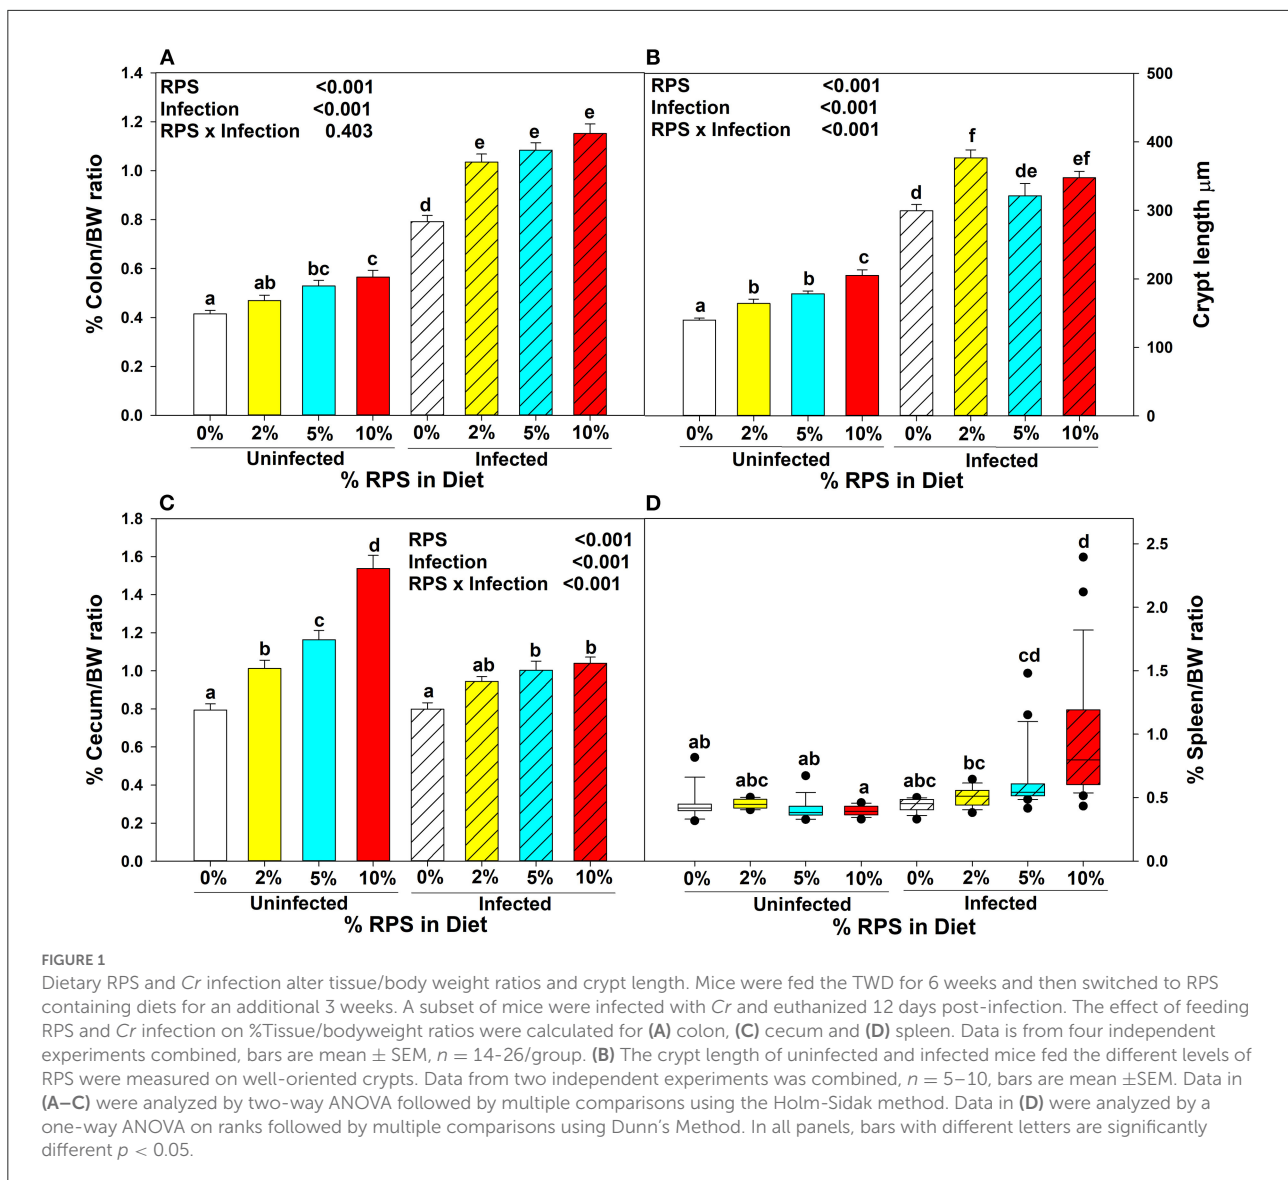 A
1.4
1.2
1.0
0.8
0.6
0.4
0.2
0.0
% Colon/BW ratio
RPS <0.001
Infection <0.001
RPS x Infection 0.403
a
ab
bc
c
d
e
e
e
0% 2% 5% 10% 0% 2% 5% 10%
Uninfected Infected
% RPS in Diet
B
RPS <0.001
Infection <0.001
RPS x Infection <0.001
a
b
b
c
d
f
de
ef
500
400
300
200
100
0
Crypt length μm
0% 2% 5% 10% 0% 2% 5% 10%
Uninfected Infected
% RPS in Diet
C
1.8
1.6
1.4
1.2
1.0
0.8
0.6
0.4
0.2
0.0
% Cecum/BW ratio
RPS <0.001
Infection <0.001
RPS x Infection <0.001
a
b
c
d
a
ab
b
b
0% 2% 5% 10% 0% 2% 5% 10%
Uninfected Infected
% RPS in Diet
D
ab
abc
ab
a
abc
bc
cd
d
2.5
2.0
1.5
1.0
0.5
0.0
% Spleen/BW ratio
0% 2% 5% 10% 0% 2% 5% 10%
Uninfected Infected
% RPS in Diet
FIGURE 1
Dietary RPS and Cr infection alter tissue/body weight ratios and crypt length. Mice were fed the TWD for 6 weeks and then switched to RPS
containing diets for an additional 3 weeks. A subset of mice were infected with Cr and euthanized 12 days post-infection. The effect of feeding
RPS and Cr infection on %Tissue/bodyweight ratios were calculated for (A) colon, (C) cecum and (D) spleen. Data is from four independent
experiments combined, bars are mean ± SEM, n = 14-26/group. (B) The crypt length of uninfected and infected mice fed the different levels of
RPS were measured on well-oriented crypts. Data from two independent experiments was combined, n = 5–10, bars are mean ±SEM. Data in
(A–C) were analyzed by two-way ANOVA followed by multiple comparisons using the Holm-Sidak method. Data in (D) were analyzed by a
one-way ANOVA on ranks followed by multiple comparisons using Dunn's Method. In all panels, bars with different letters are significantly
different p < 0.05.